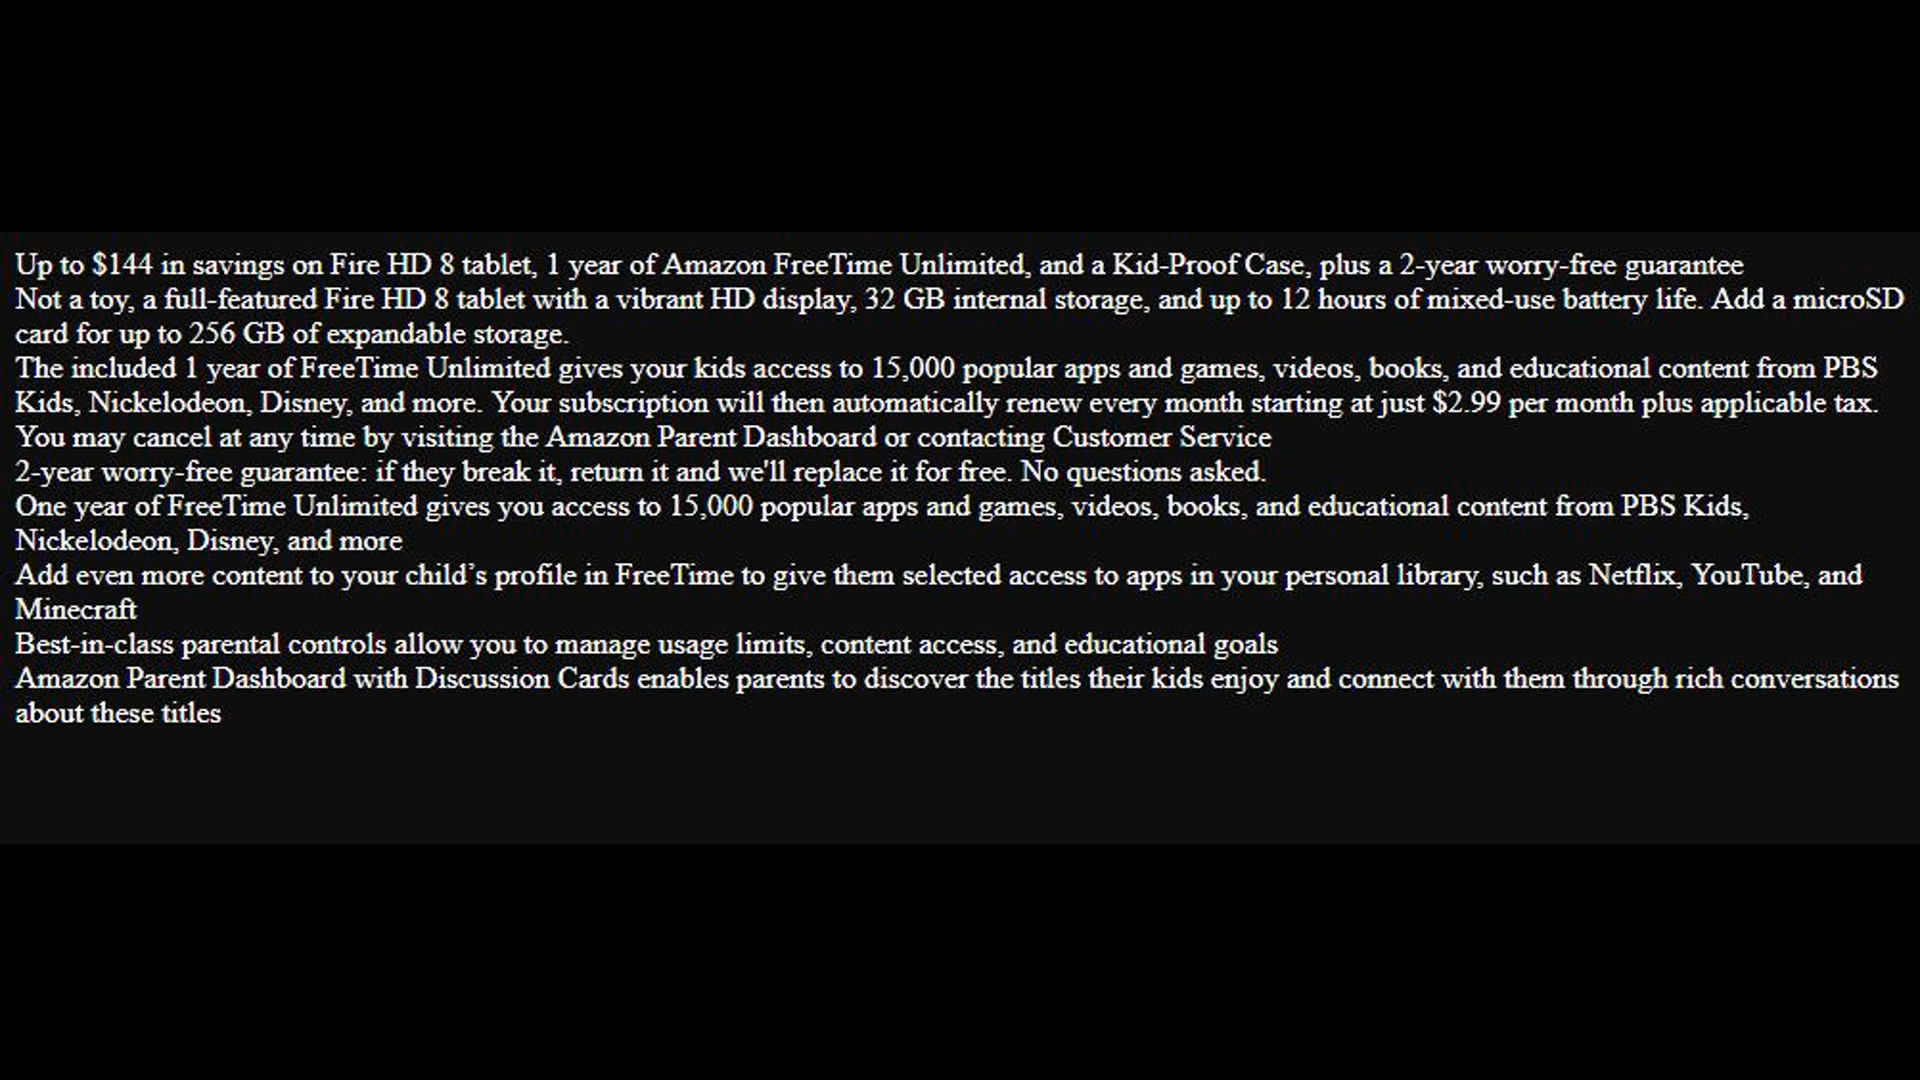 Up to $144 in savings on Fire HD 8 tablet, 1 year of Amazon FreeTime Unlimited, and a Kid-Proof Case, plus a 2-year worry-free guarantee
Not a toy, a full-featured Fire HD 8 tablet with a vibrant HD display, 32 GB internal storage, and up to 12 hours of mixed-use battery life. Add a microSD
card for up to 256 GB of expandable storage.
The included 1 year of FreeTime Unlimited gives your kids access to 15,000 popular apps and games, videos, books, and educational content from PBS
Kids, Nickelodeon, Disney, and more. Your subscription will then automatically renew every month starting at just $2.99 per month plus applicable tax.
You may cancel at any time by visiting the Amazon Parent Dashboard or contacting Customer Service
2-year worry-free guarantee: if they break it, return it and we'll replace it for free. No questions asked.
One year of FreeTime Unlimited gives you access to 15,000 popular apps and games, videos, books, and educational content from PBS Kids,
Nickelodeon, Disney, and more
Add even more content to your child’s profile in FreeTime to give them selected access to apps in your personal library, such as Netflix, YouTube, and
Minecraft
Best-in-class parental controls allow you to manage usage limits, content access, and educational goals
Amazon Parent Dashboard with Discussion Cards enables parents to discover the titles their kids enjoy and connect with them through rich conversations
about these titles